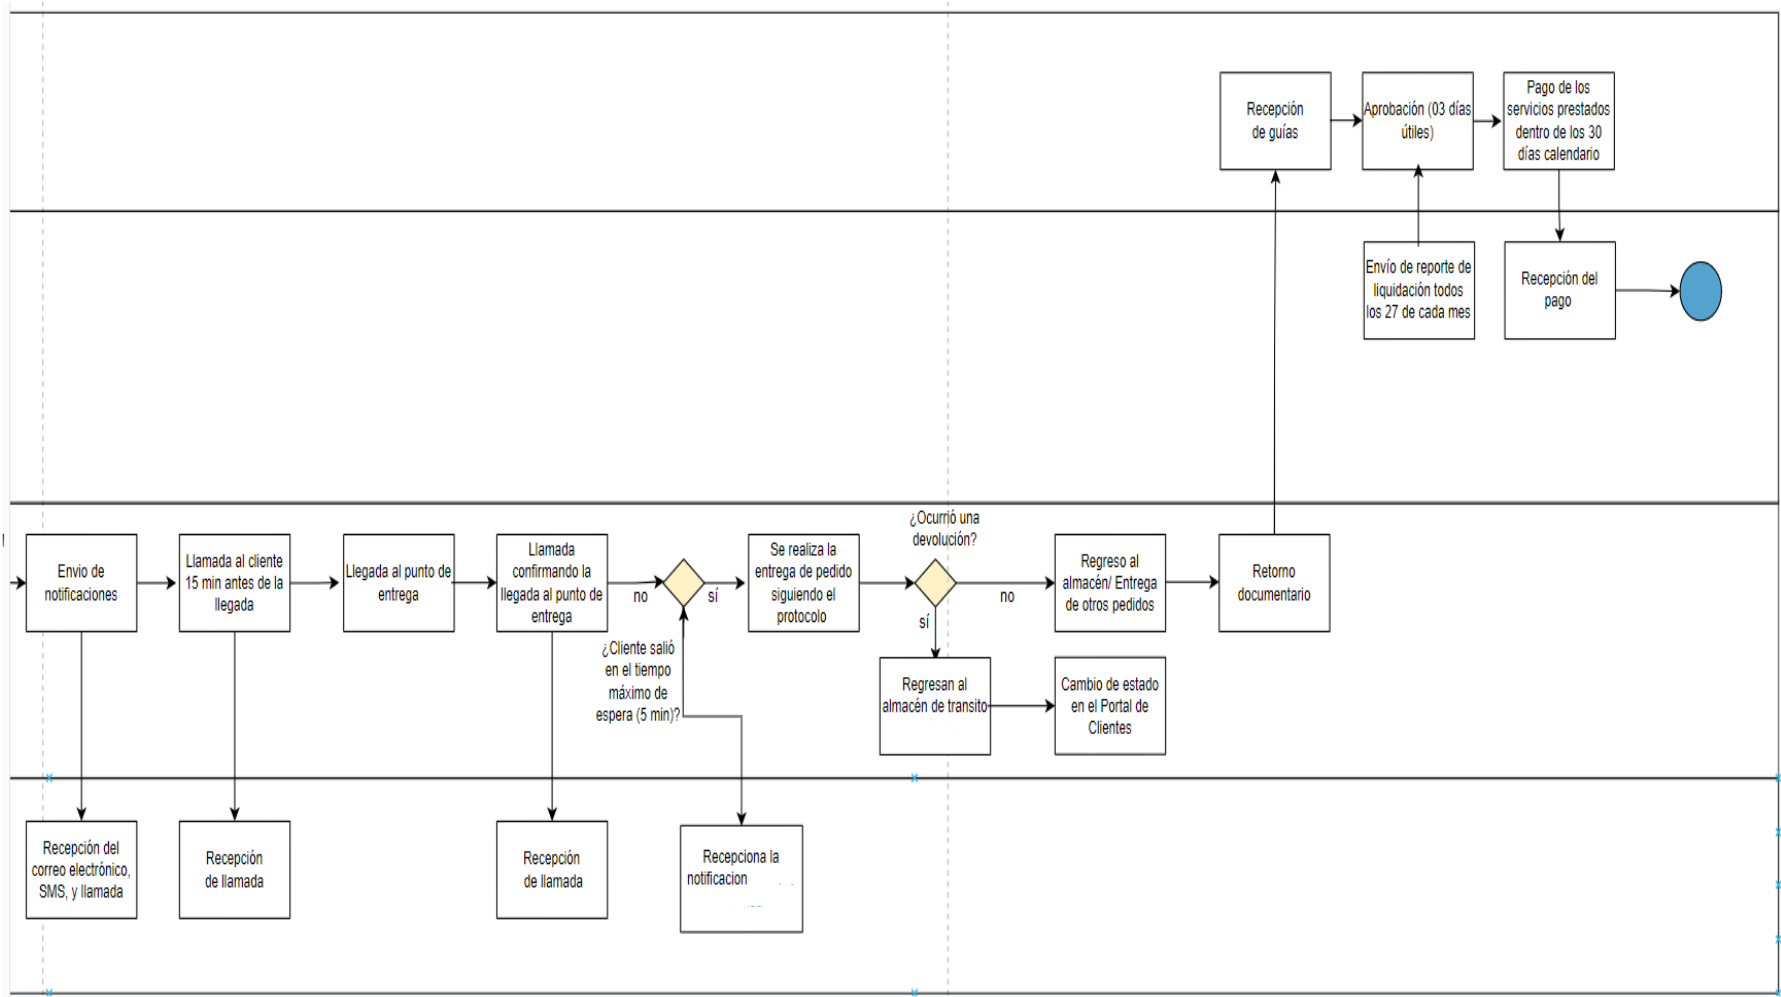 Recepción
de guías
Aprobación (03 días
útiles)
Pago de los
servicios prestados
dentro de los 30
días calendario
Envío de reporte de
liquidación todos
los 27 de cada mes
Recepción del
pago
Envio de
notificaciones
Llamada al cliente
15 min antes de la
llegada
Llegada al punto de
entrega
Llamada
confirmando la
llegada al punto de
entrega
no
sí
¿Cliente salió
en el tiempo
máximo de
espera (5 min)?
Se realiza la
entrega de pedido
siguiendo el
protocolo
¿Ocurrió una
devolución?
no
sí
Regreso al
almacén/ Entrega
de otros pedidos
Retorno
documentario
Regresan al
almacén de transito
Cambio de estado
en el Portal de
Clientes
Recepción del
correo electrónico,
SMS, y llamada
Recepción
de llamada
Recepción
de llamada
Recepciona la
notificacion